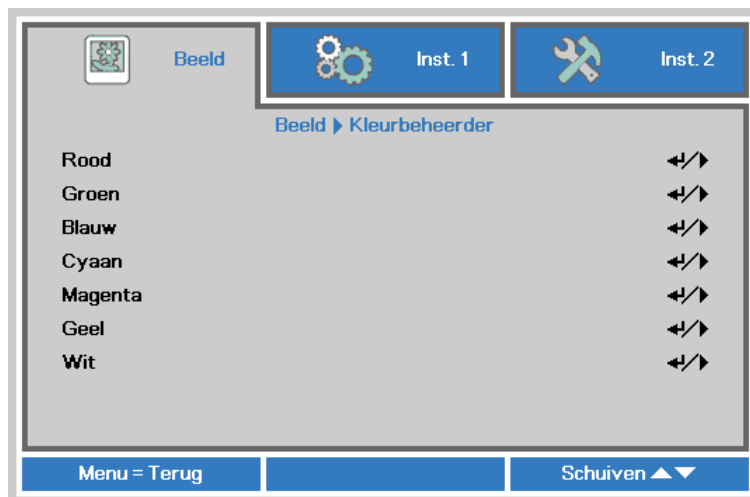 Beeld
Inst. 1
Inst. 2
Beeld Kleurbeheerder
Rood
Groen
Blauw
Cyaan
Magenta
Geel
Wit
Menu = Terug
Schuiven